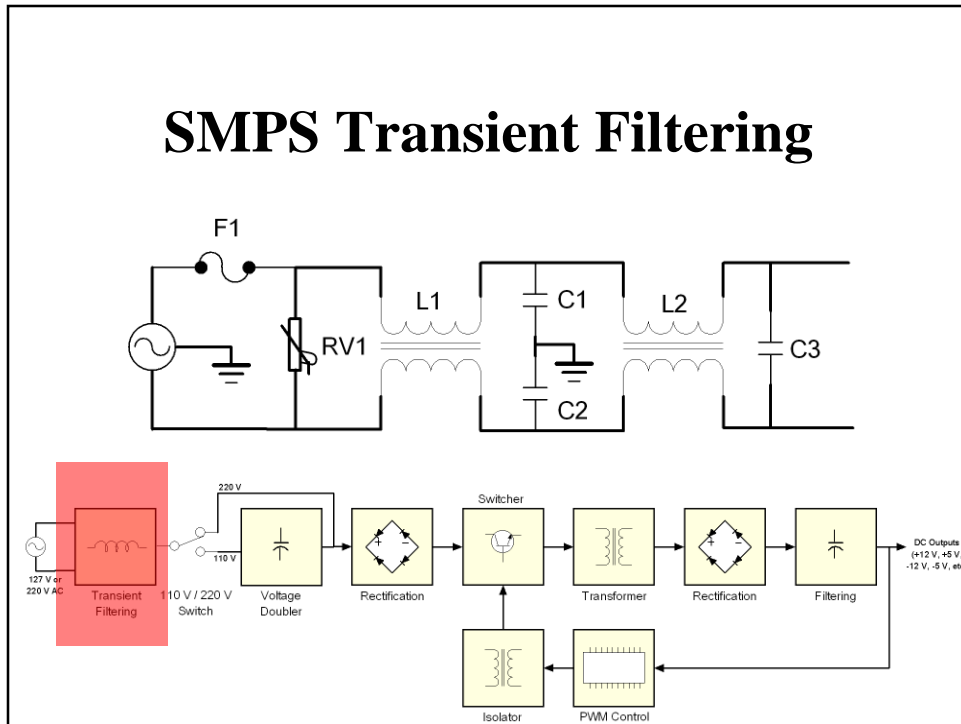 SMPS Transient Filtering
F1
L1
C1
L2
RV1
C3
C2
220 V
110 V
Switcher
127 V or
220 V AC
Transient
Filtering
110 V / 220 V
Switch
Voltage
Doubler
Rectification
Transformer
Rectification
Filtering
DC Outputs
(+12 V, +5 V,
-12 V, -5 V, etc
Isolator
PWM Control